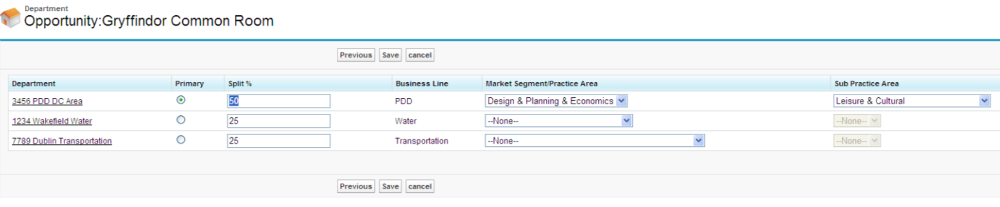 Department
Opportunity:Gryffindor Common Room
Previous Save cancel
Department Primary Split % Business Line Market Segment/Practice Area Sub Practice Area
3456 PDD DC Area 50 PDD Design & Planning & Economics Leisure & Cultural
1234 Wakefield Water 25 Water --None-- --None--
7789 Dublin Transportation 25 Transportation --None-- --None--
Previous Save cancel